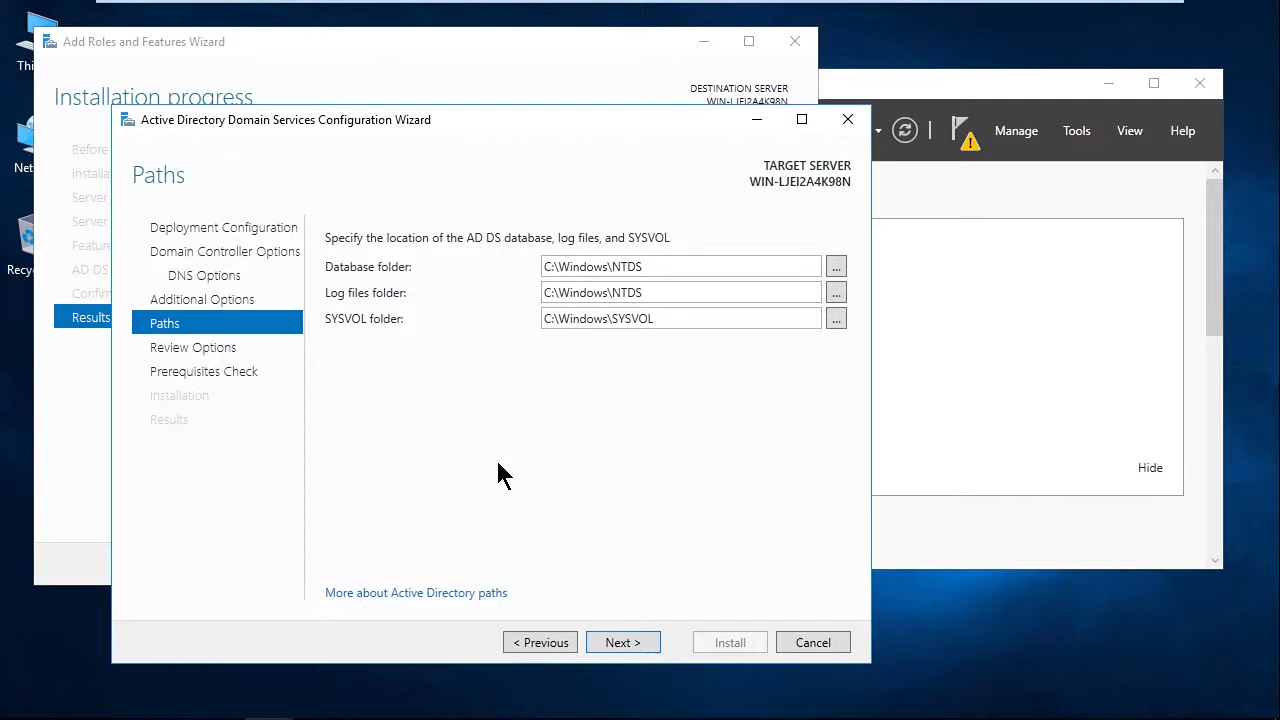 Add Roles and Features Wizard
Installation progress
DESTINATION SERVER
WIN-LJEI2A4K98N
Before
Installa
Server
Server
Feature
AD DS
Confir
Results
Thi
Net
Recyc
Manage
Tools
View
Help
Hide
Active Directory Domain Services Configuration Wizard
Paths
TARGET SERVER
WIN-LJEI2A4K98N
Deployment Configuration
Domain Controller Options
DNS Options
Additional Options
Paths
Review Options
Prerequisites Check
Installation
Results
Specify the location of the AD DS database, log files, and SYSVOL
Database folder: C:\Windows\NTDS ...
Log files folder: C:\Windows\NTDS ...
SYSVOL folder: C:\Windows\SYSVOL ...
More about Active Directory paths
< Previous
Next >
Install
Cancel